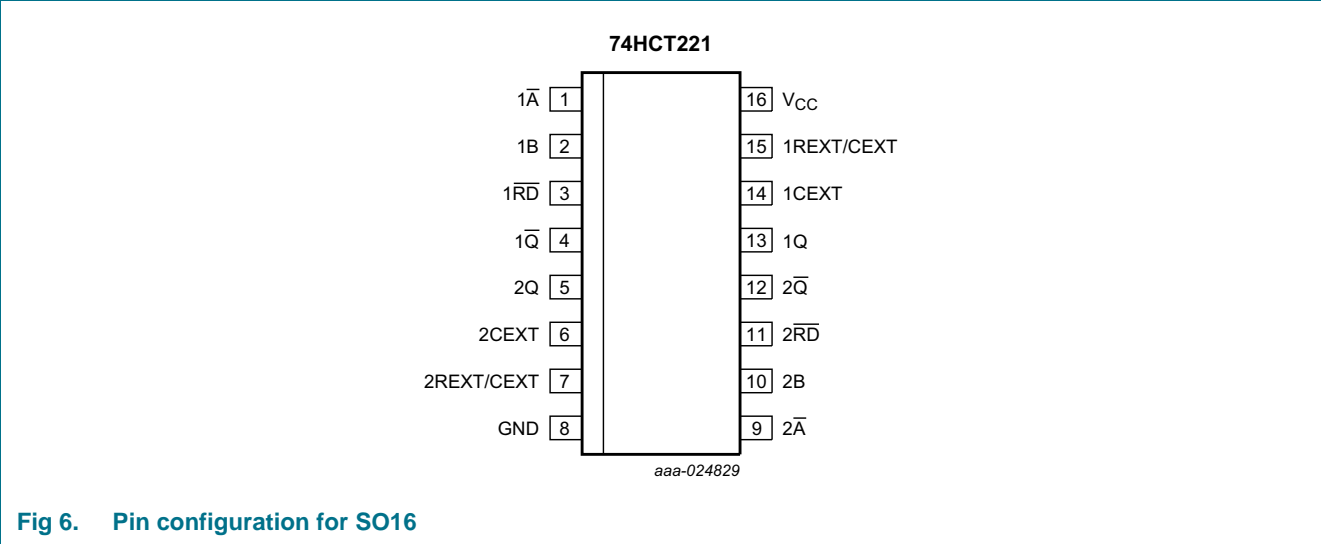 74HCT221
1A̅ 1 16 VCC
1B 2 15 1REXT/CEXT
1R̅D̅ 3 14 1CEXT
1Q̅ 4 13 1Q
2Q 5 12 2Q̅
2CEXT 6 11 2R̅D̅
2REXT/CEXT 7 10 2B
GND 8 9 2A̅
aaa-024829
Fig 6. Pin configuration for SO16